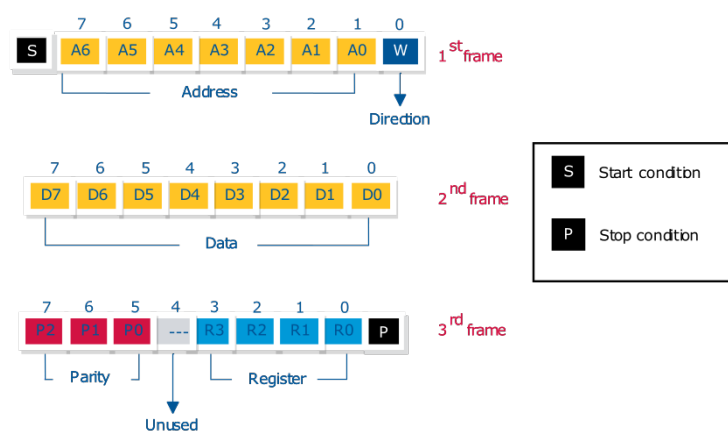 7 6 5 4 3 2 1 0
S A6 A5 A4 A3 A2 A1 A0 W 1st frame
Address
Direction
7 6 5 4 3 2 1 0
D7 D6 D5 D4 D3 D2 D1 D0 2nd frame
Data
7 6 5 4 3 2 1 0
P2 P1 P0 --- R3 R2 R1 R0 P 3rd frame
Parity Register
Unused
S Start condition
P Stop condition